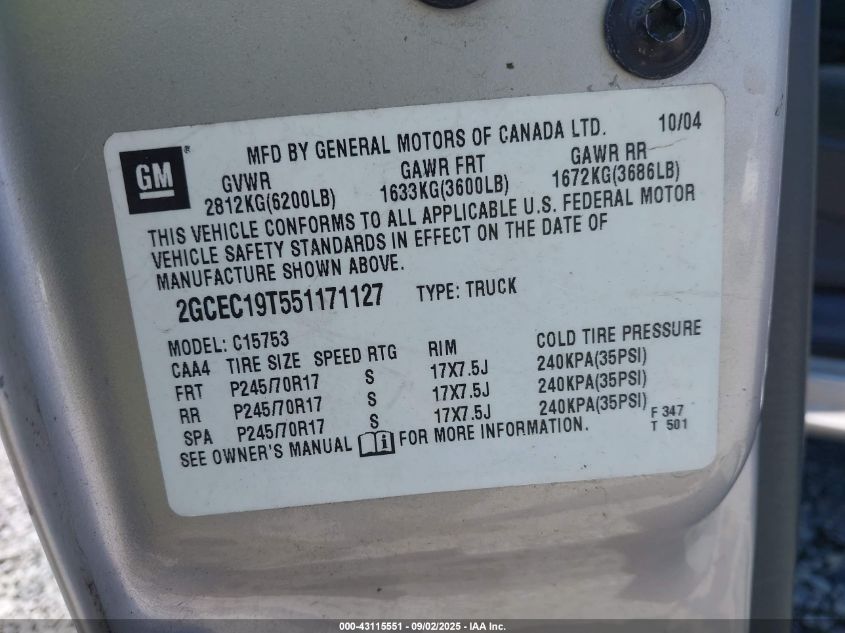 GM ®
MFD BY GENERAL MOTORS OF CANADA LTD. 10/04
GVWR GAWR FRT GAWR RR
2812KG(6200LB) 1633KG(3600LB) 1672KG(3686LB)
THIS VEHICLE CONFORMS TO ALL APPLICABLE U.S. FEDERAL MOTOR
VEHICLE SAFETY STANDARDS IN EFFECT ON THE DATE OF
MANUFACTURE SHOWN ABOVE.
2GCEC19T551171127 TYPE: TRUCK
MODEL: C15753
CAA4 TIRE SIZE SPEED RTG RIM COLD TIRE PRESSURE
FRT P245/70R17 S 17X7.5J 240KPA(35PSI)
RR P245/70R17 S 17X7.5J 240KPA(35PSI)
SPA P245/70R17 S 17X7.5J 240KPA(35PSI)
SEE OWNER'S MANUAL i FOR MORE INFORMATION.
F 347
T 501
000-43115551 - 09/02/2025 - IAA Inc.